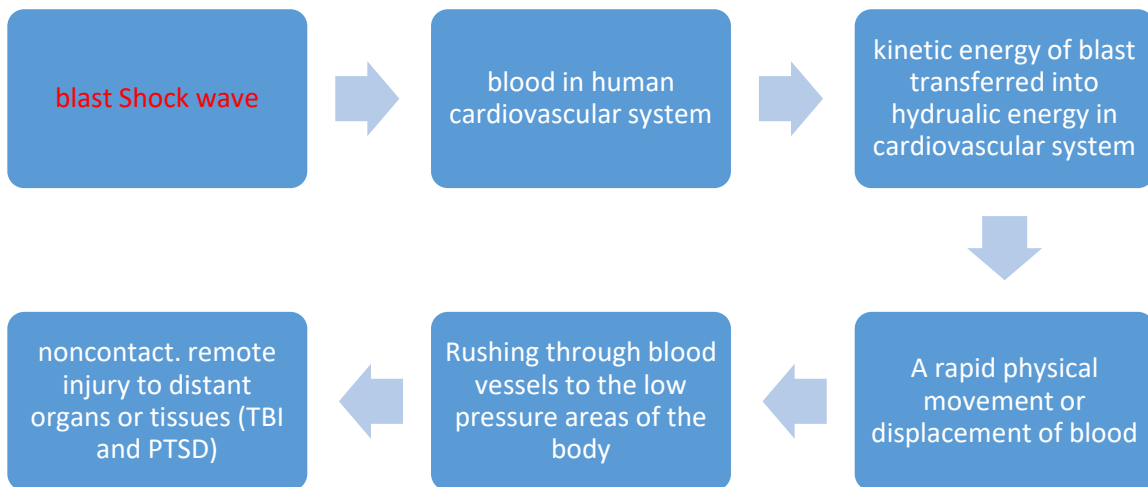 blast Shock wave
blood in human
cardiovascular system
kinetic energy of blast
transferred into
hydrualic energy in
cardiovascular system
A rapid physical
movement or
displacement of blood
Rushing through blood
vessels to the low
pressure areas of the
body
noncontact. remote
injury to distant
organs or tissues (TBI
and PTSD)